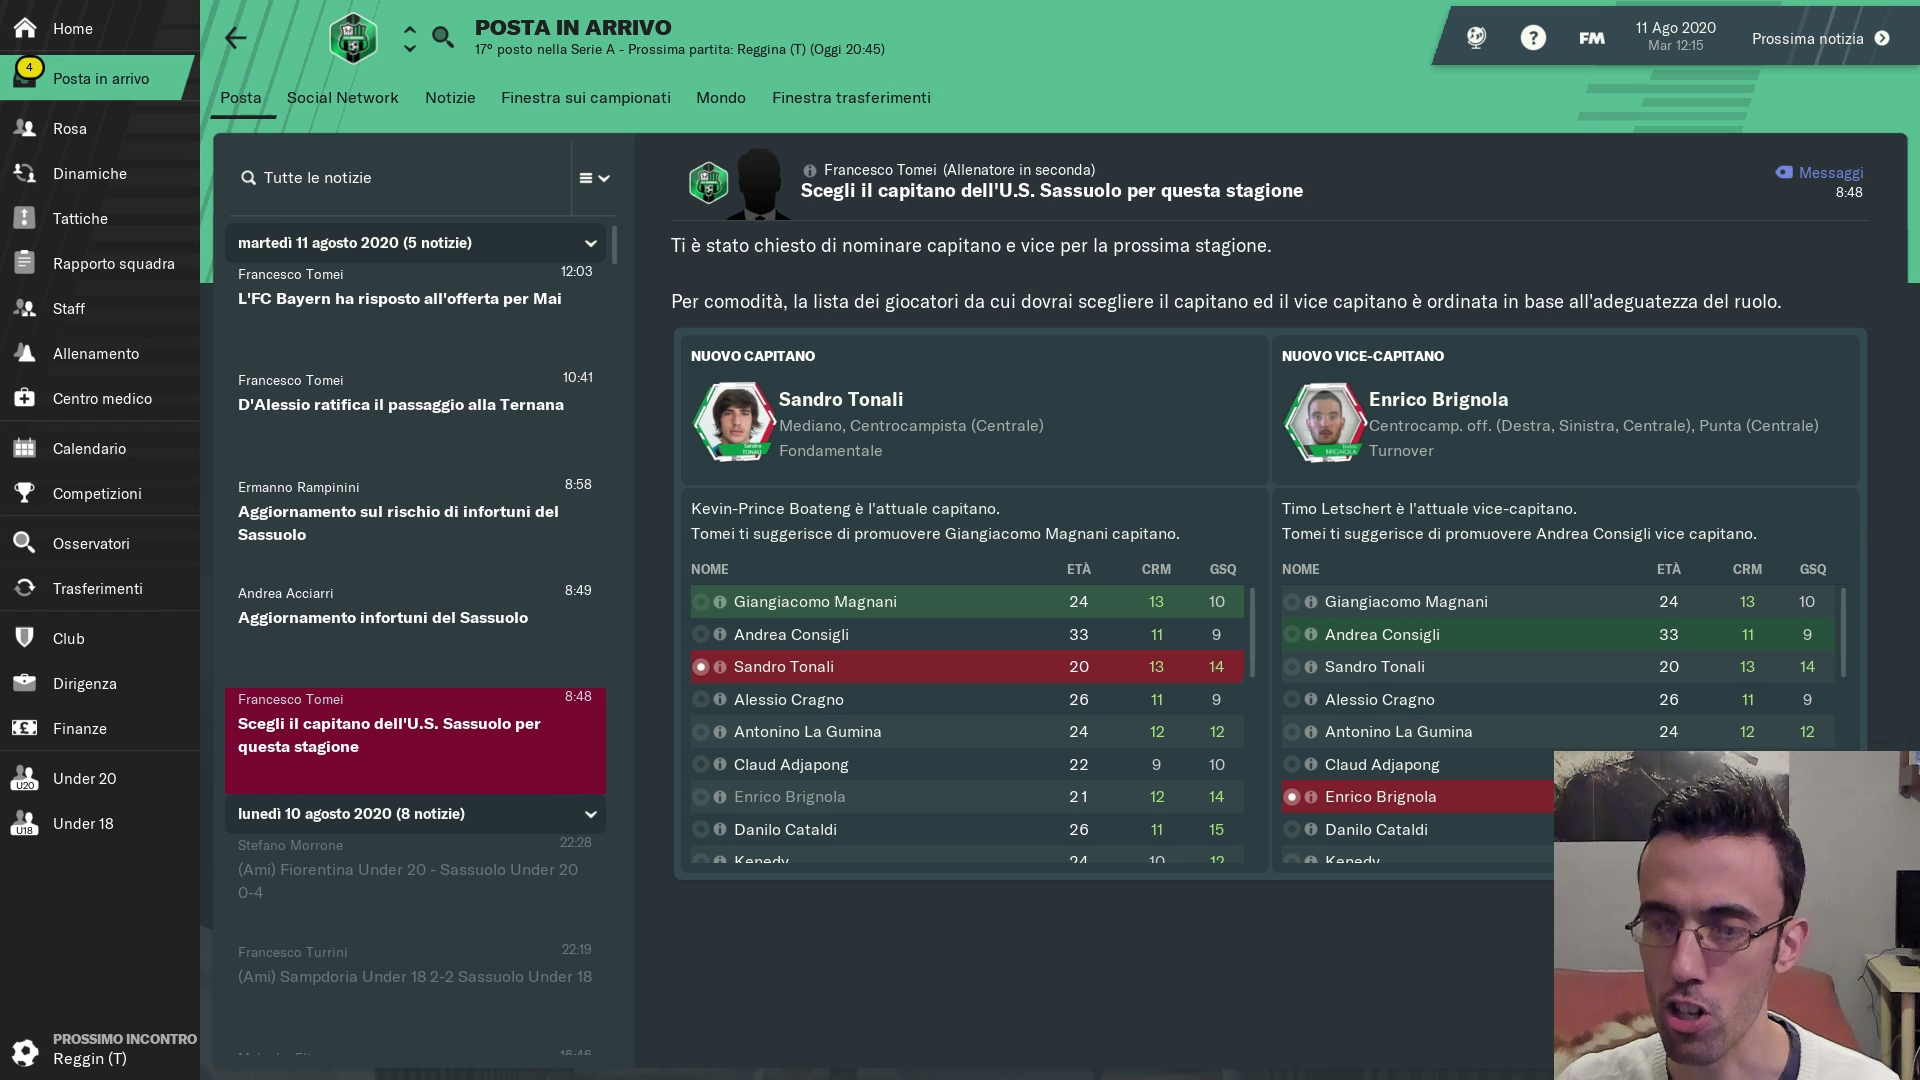 Home
4
Posta in arrivo
Rosa
Dinamiche
Tattiche
Rapporto squadra
Staff
Allenamento
Centro medico
Calendario
Competizioni
Osservatori
Trasferimenti
Club
Dirigenza
Finanze
U20
Under 20
U18
Under 18
PROSSIMO INCONTRO
Reggin (T)
POSTA IN ARRIVO
17° posto nella Serie A - Prossima partita: Reggina (T) (Oggi 20:45)
FM
11 Ago 2020
Mar 12:15
Prossima notizia
Posta
Social Network
Notizie
Finestra sui campionati
Mondo
Finestra trasferimenti
Tutte le notizie
martedì 11 agosto 2020 (5 notizie)
Francesco Tomei 12:03
L'FC Bayern ha risposto all'offerta per Mai
Francesco Tomei 10:41
D'Alessio ratifica il passaggio alla Ternana
Ermanno Rampinini 8:58
Aggiornamento sul rischio di infortuni del
Sassuolo
Andrea Acciarri 8:49
Aggiornamento infortuni del Sassuolo
Francesco Tomei 8:48
Scegli il capitano dell'U.S. Sassuolo per
questa stagione
lunedì 10 agosto 2020 (8 notizie)
Stefano Morrone 22:28
(Ami) Fiorentina Under 20 - Sassuolo Under 20
0-4
Francesco Turrini 22:19
(Ami) Sampdoria Under 18 2-2 Sassuolo Under 18
Francesco Tomei (Allenatore in seconda)
Scegli il capitano dell'U.S. Sassuolo per questa stagione
Messaggi
8:48
Ti è stato chiesto di nominare capitano e vice per la prossima stagione.
Per comodità, la lista dei giocatori da cui dovrai scegliere il capitano ed il vice capitano è ordinata in base all'adeguatezza del ruolo.
NUOVO CAPITANO
Sandro Tonali
Mediano, Centrocampista (Centrale)
Fondamentale
Kevin-Prince Boateng è l'attuale capitano.
Tomei ti suggerisce di promuovere Giangiacomo Magnani capitano.
NOME ETÀ CRM GSQ
Giangiacomo Magnani 24 13 10
Andrea Consigli 33 11 9
Sandro Tonali 20 13 14
Alessio Cragno 26 11 9
Antonino La Gumina 24 12 12
Claud Adjapong 22 9 10
Enrico Brignola 21 12 14
Danilo Cataldi 26 11 15
Kenedy 24 10 12
NUOVO VICE-CAPITANO
Enrico Brignola
Centrocamp. off. (Destra, Sinistra, Centrale), Punta (Centrale)
Turnover
Timo Letschert è l'attuale vice-capitano.
Tomei ti suggerisce di promuovere Andrea Consigli vice capitano.
NOME ETÀ CRM GSQ
Giangiacomo Magnani 24 13 10
Andrea Consigli 33 11 9
Sandro Tonali 20 13 14
Alessio Cragno 26 11 9
Antonino La Gumina 24 12 12
Claud Adjapong
Enrico Brignola
Danilo Cataldi
Kenedy